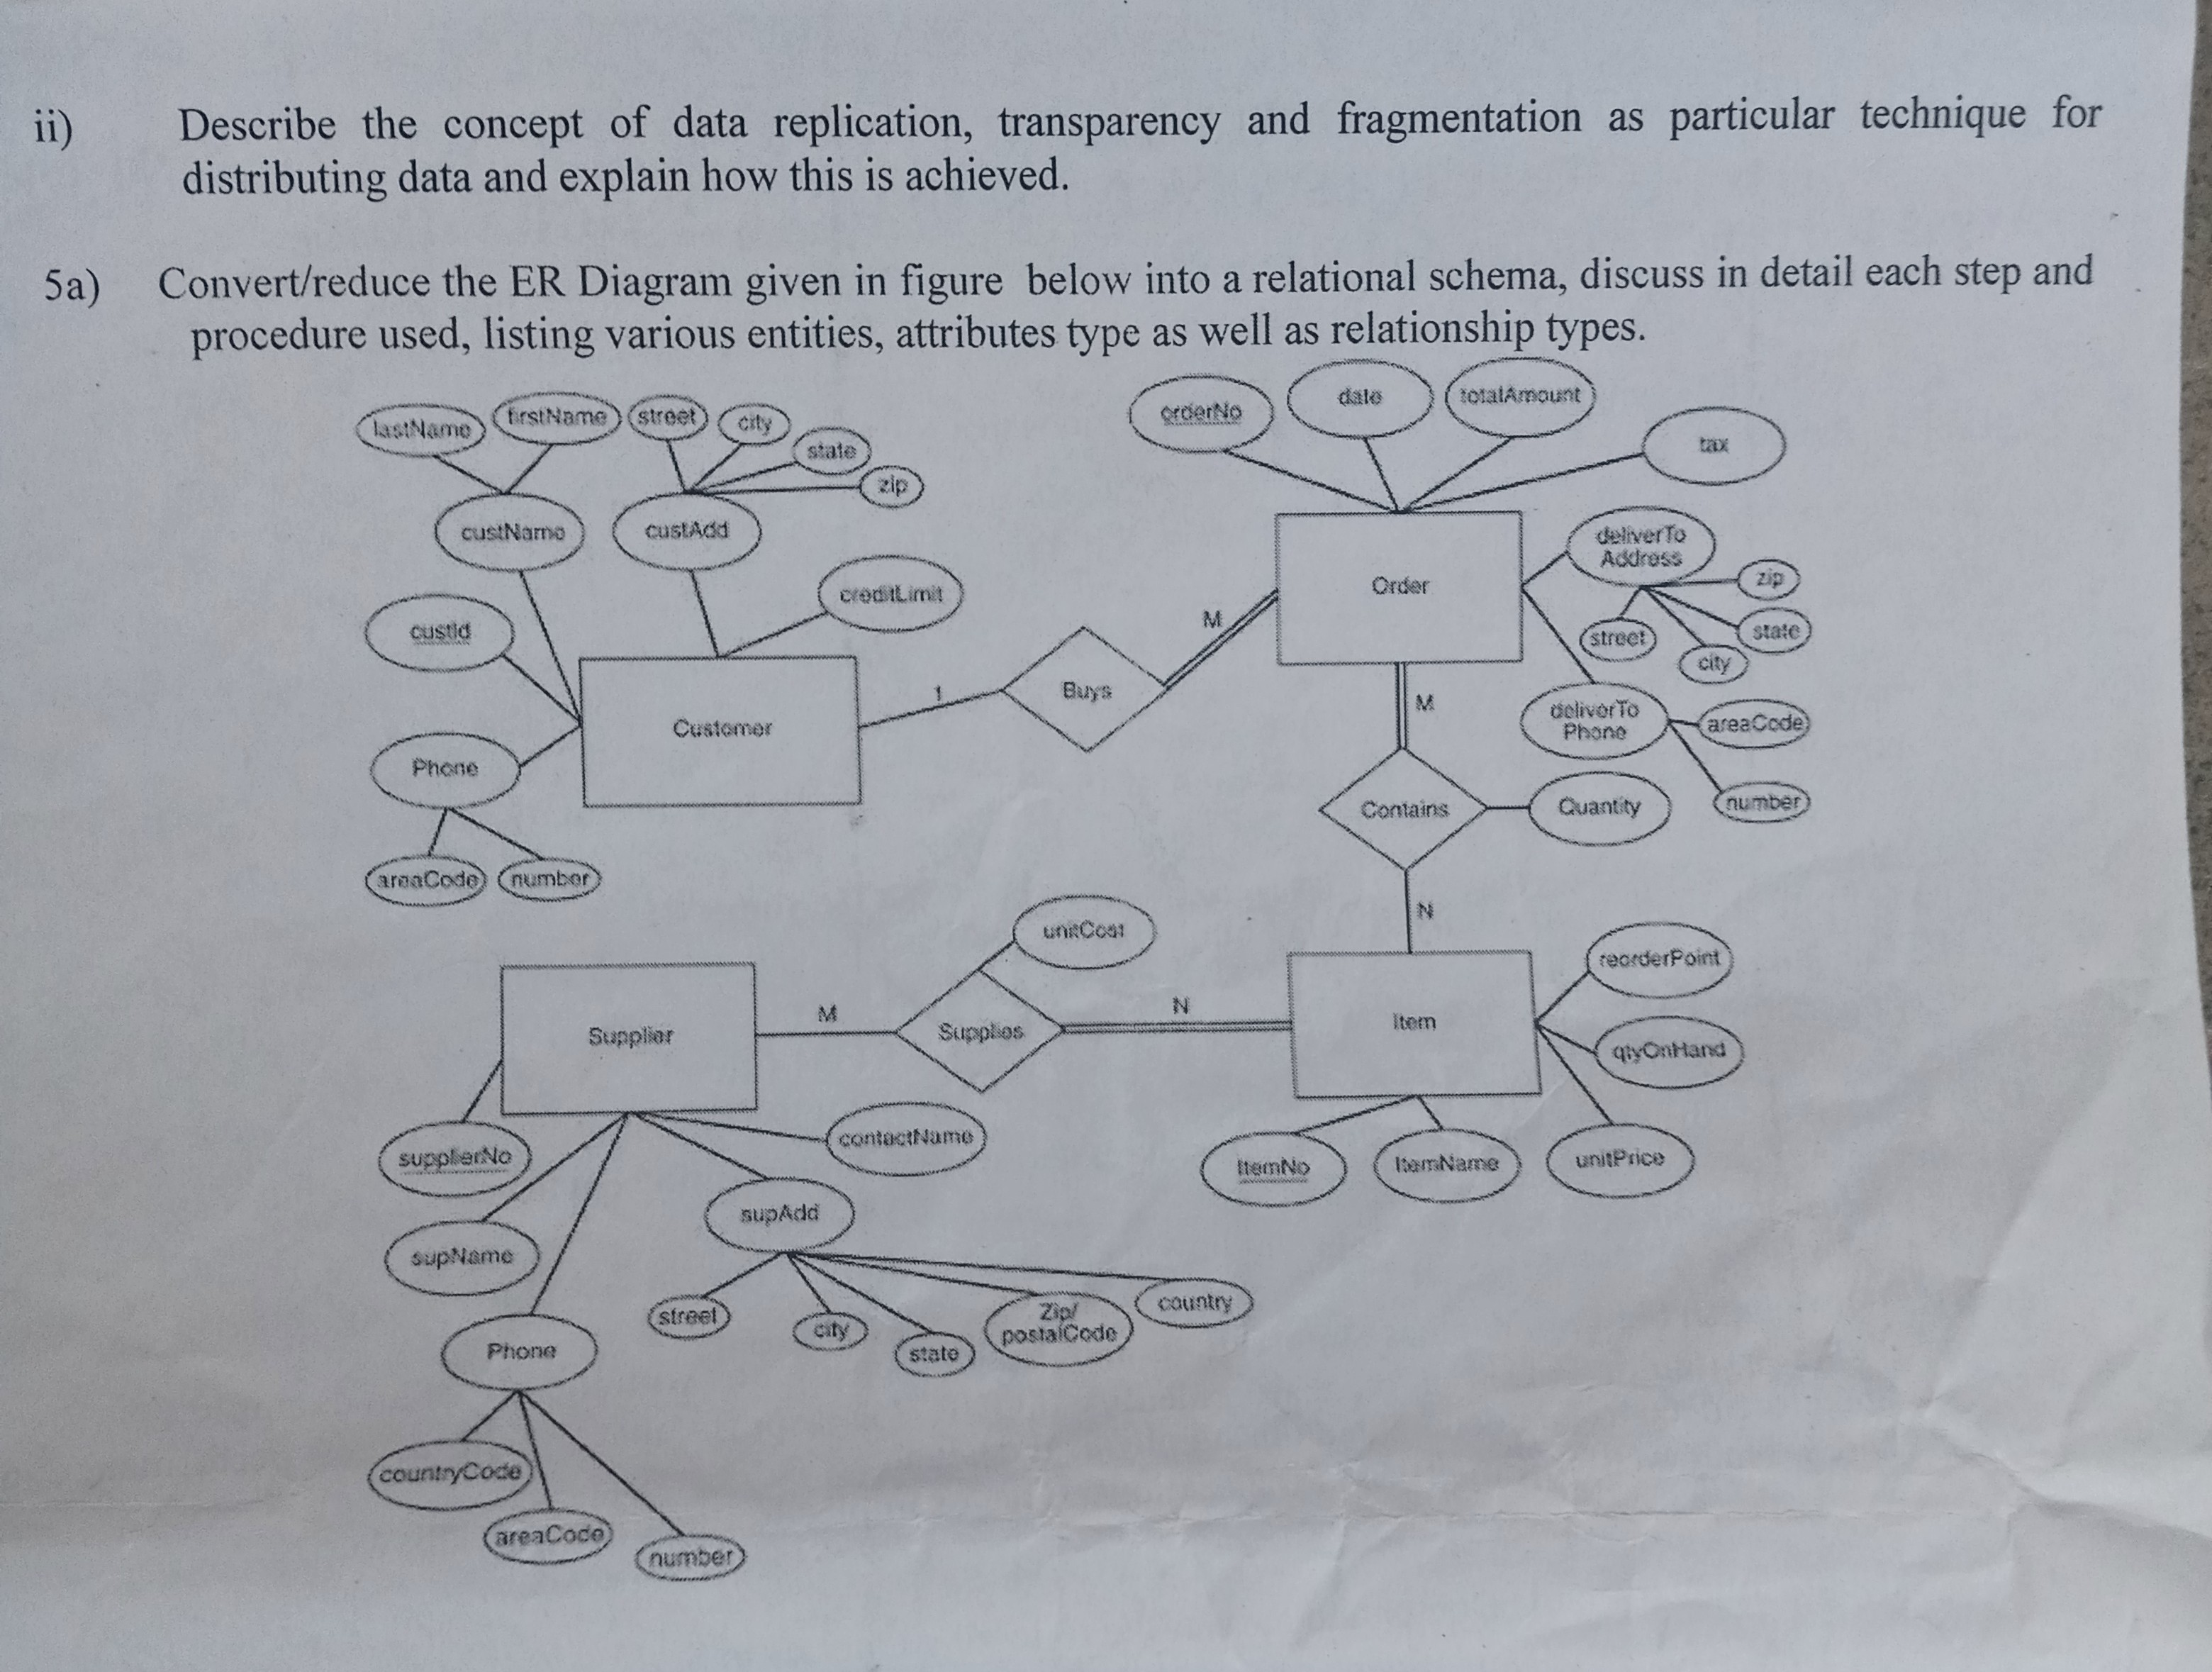 ii) Describe the concept of data replication, transparency and fragmentation as particular technique for
distributing data and explain how this is achieved.
5a) Convert/reduce the ER Diagram given in figure below into a relational schema, discuss in detail each step and
procedure used, listing various entities, attributes type as well as relationship types.
lastName
firstName
street
city
state
zip
custName
custAdd
creditLimit
custId
Customer
Phone
areaCode
number
1
Buys
M
orderNo
date
totalAmount
tax
Order
deliverTo
Address
zip
state
street
city
deliverTo
Phone
areaCode
number
M
Contains
Quantity
N
unitCost
Supplier
M
Supplies
N
Item
reorderPoint
qtyOnHand
unitPrice
ItemNo
ItemName
supplierNo
contactName
supName
supAdd
street
city
state
Zip/
postalCode
country
Phone
countryCode
areaCode
number